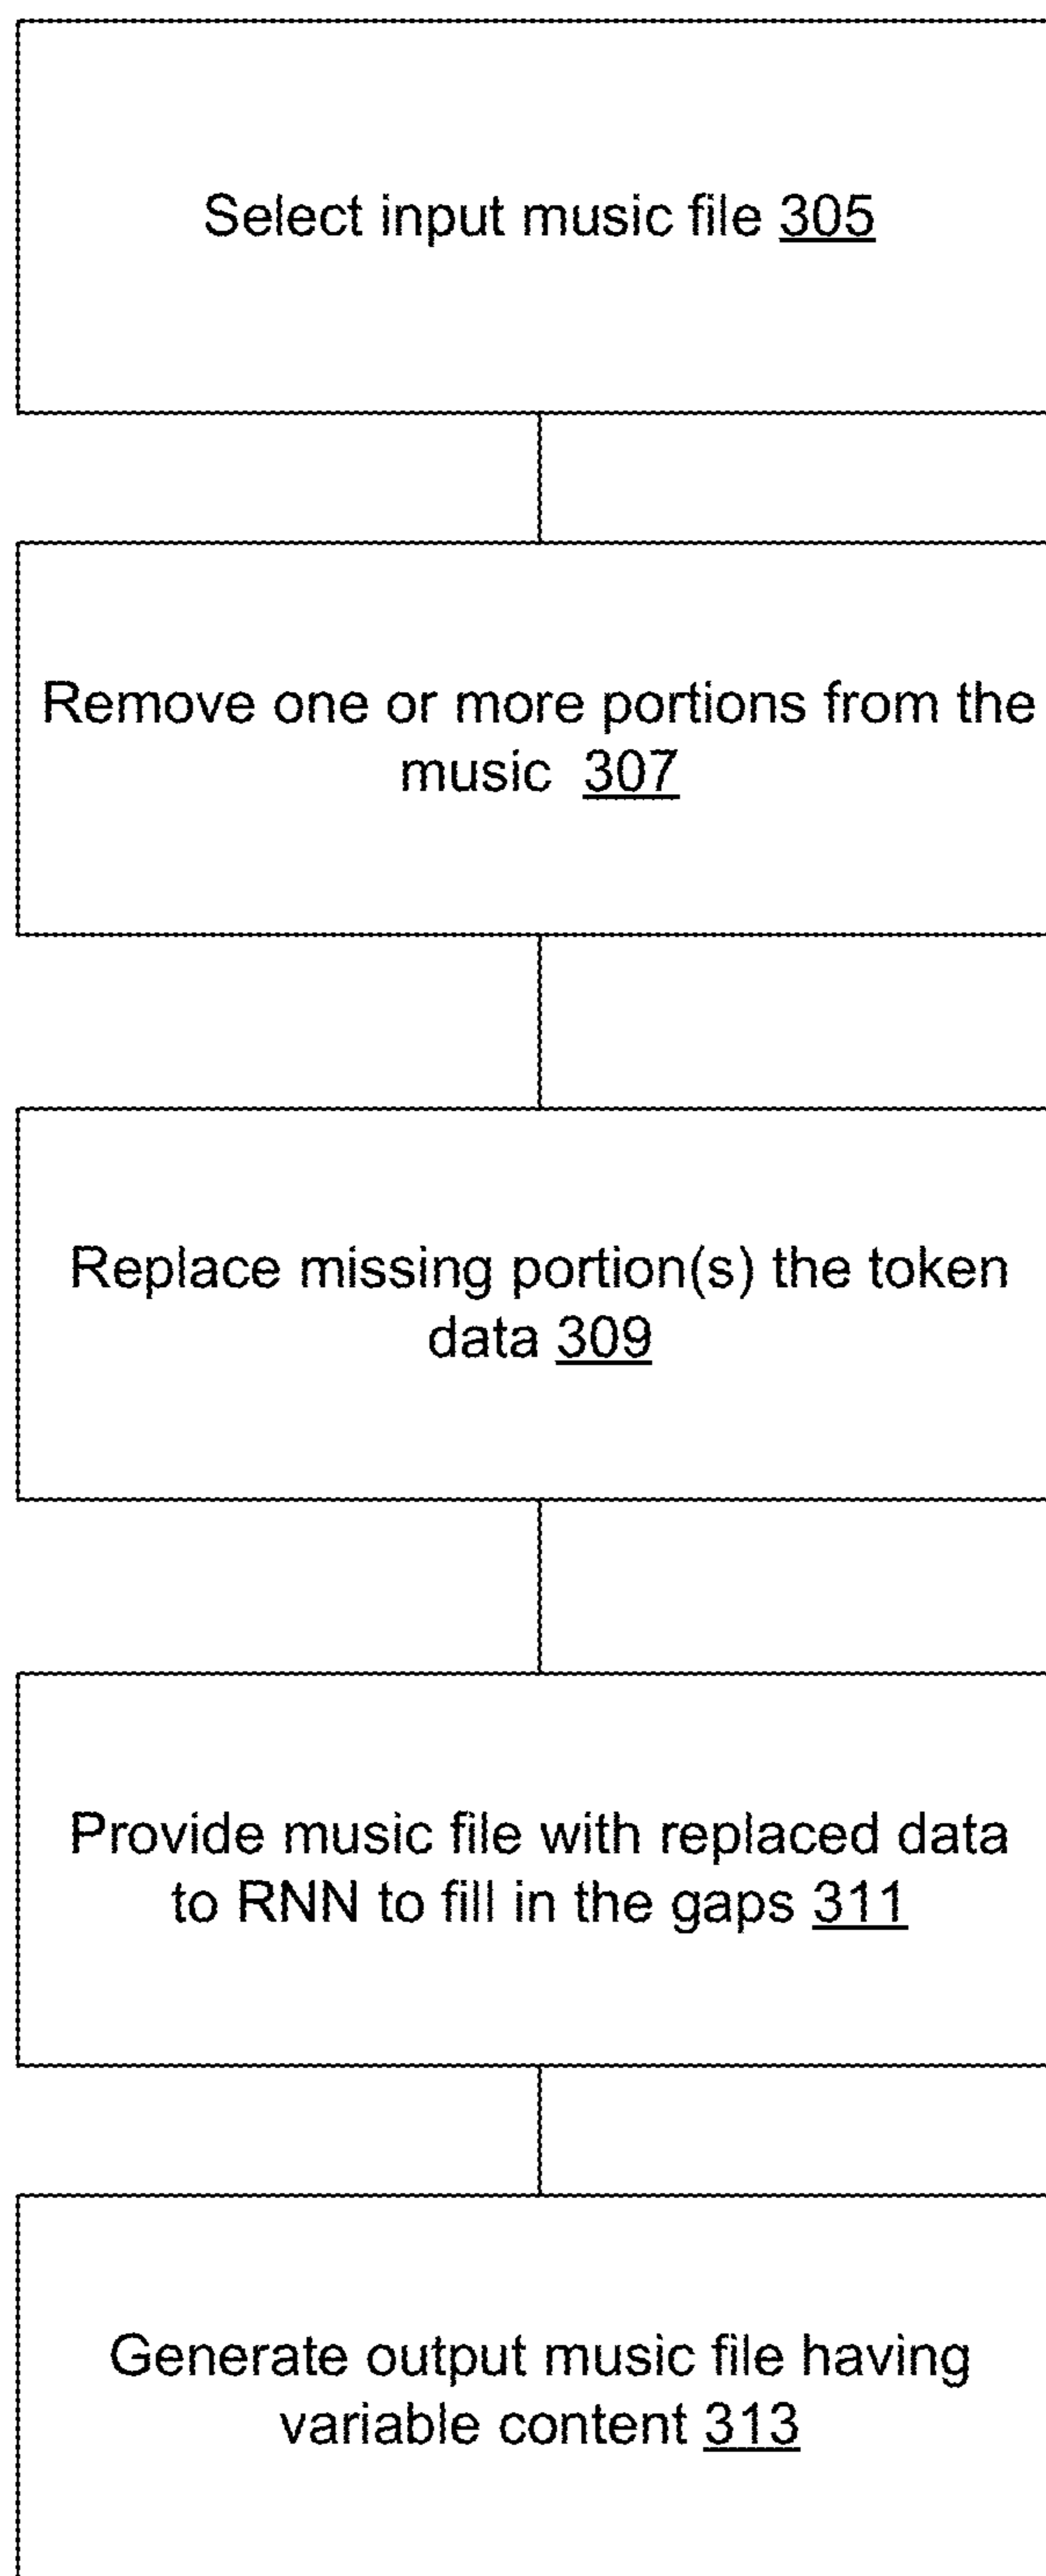 Select input music file 305
Remove one or more portions from the
music 307
Replace missing portion(s) the token
data 309
Provide music file with replaced data
to RNN to fill in the gaps 311
Generate output music file having
variable content 313